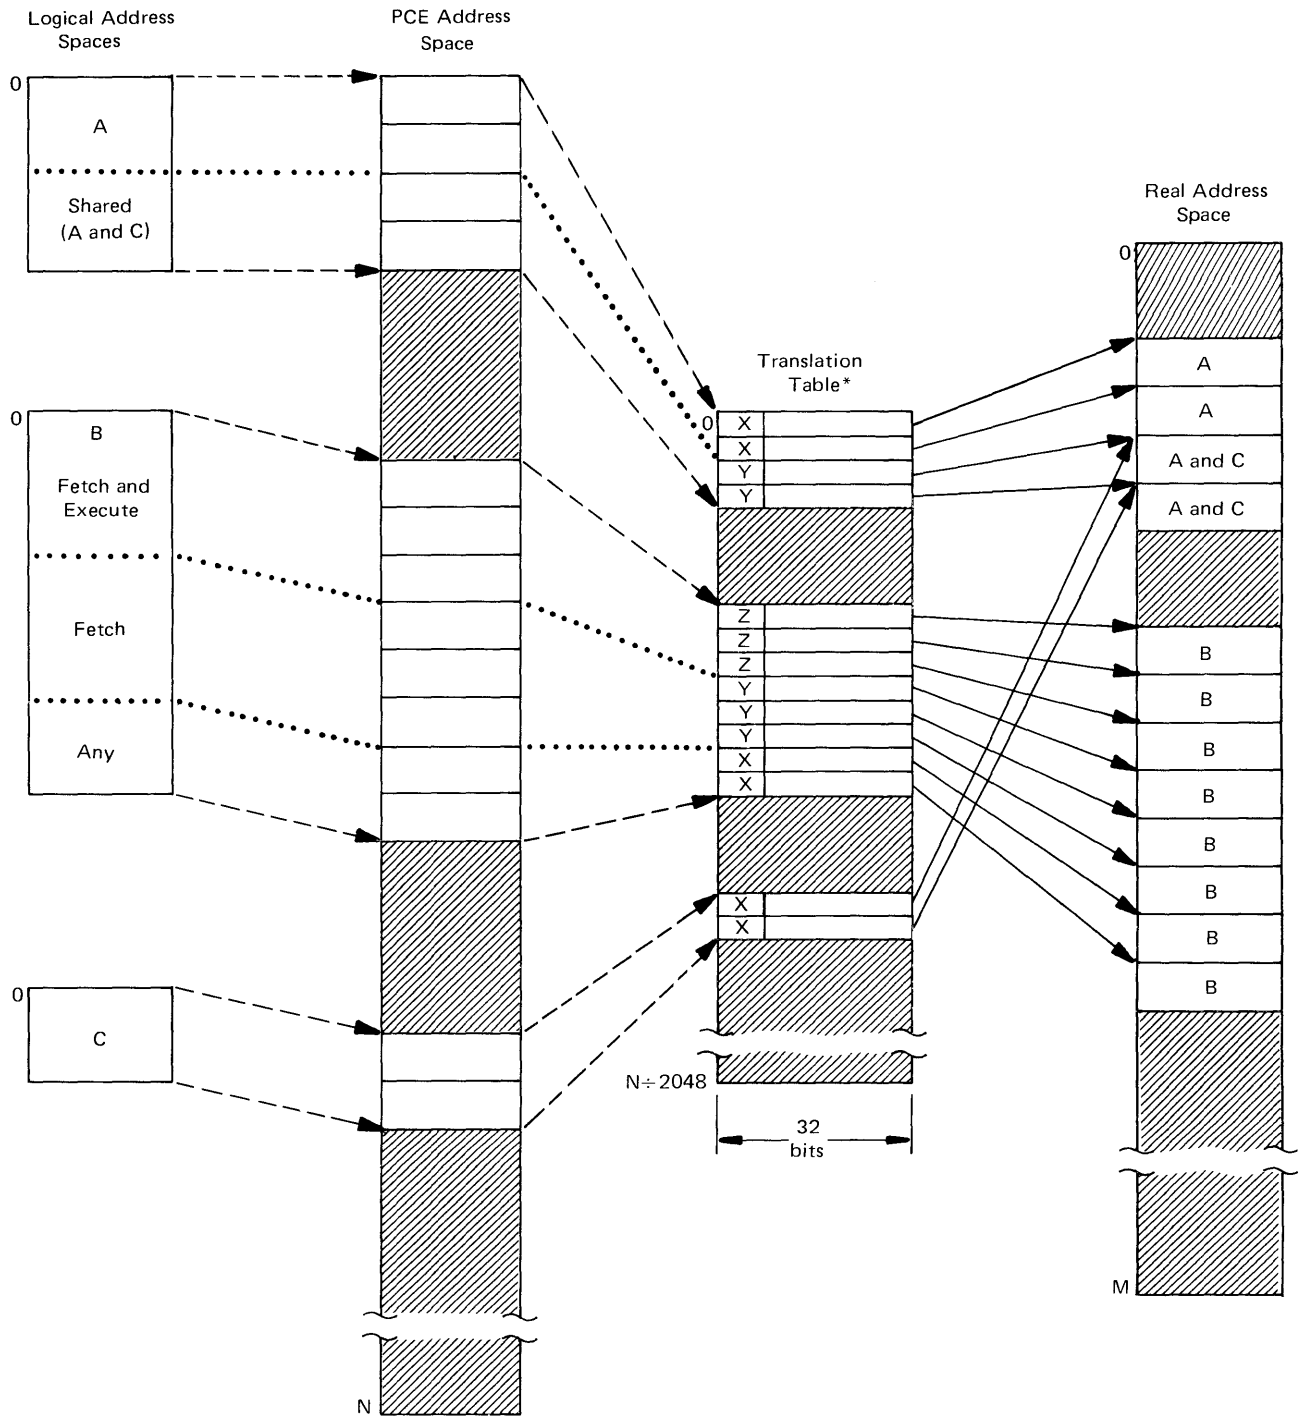 Logical Address
Spaces
PCE Address
Space
0
A
Shared
(A and C)
Real Address
Space
0
Translation
Table*
A
A
A and C
A and C
0
B
Fetch and
Execute
Fetch
Any
0
X
X
Y
Y
Z
Z
Z
Y
Y
Y
X
X
X
X
B
B
B
B
B
B
B
B
0
C
N÷2048
32
bits
M
N